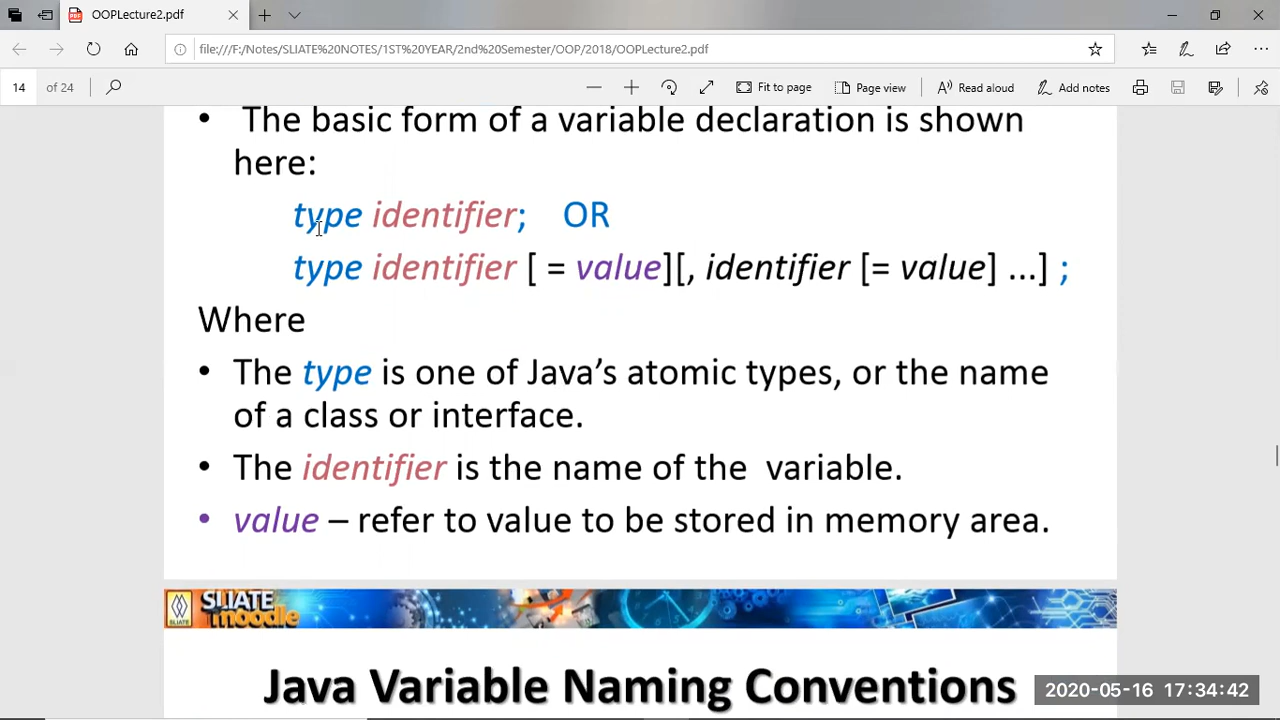 OOPLecture2.pdf
file:///F:/Notes/SLIATE%20NOTES/1ST%20YEAR/2nd%20Semester/OOP/2018/OOPLecture2.pdf
14 of 24 Fit to page Page view Read aloud Add notes
• The basic form of a variable declaration is shown
here:
type identifier; OR
type identifier [ = value][, identifier [= value] ...] ;
Where
• The type is one of Java’s atomic types, or the name
of a class or interface.
• The identifier is the name of the variable.
• value – refer to value to be stored in memory area.
SLIATE
moodle
SLIATE
Java Variable Naming Conventions
2020-05-16 17:34:42